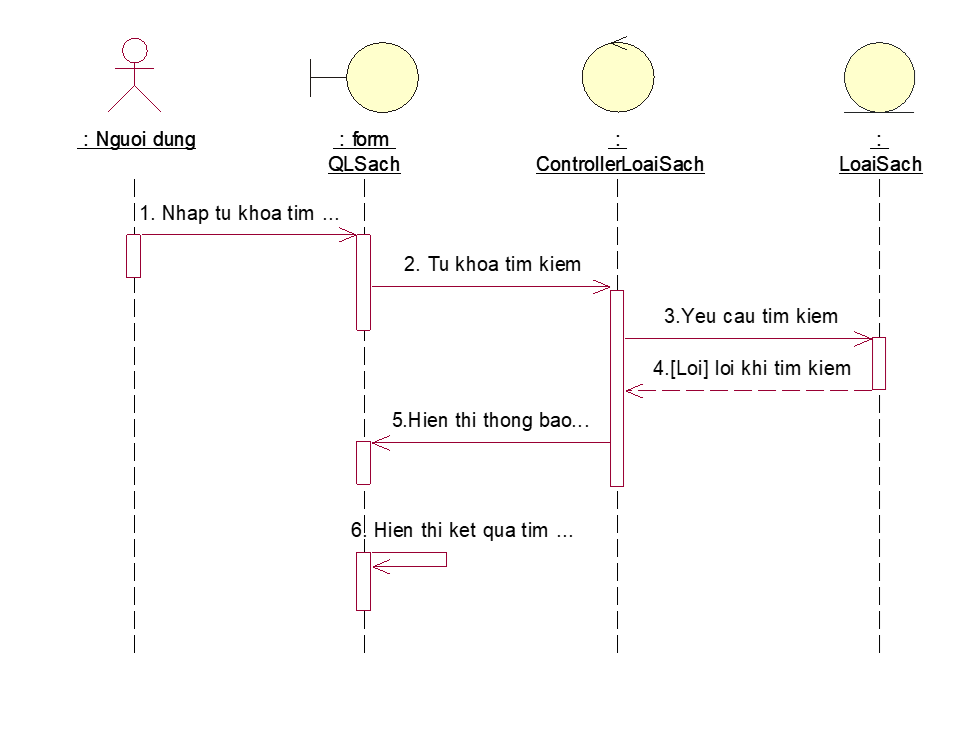 : Nguoi dung
: form
QLSach
:
ControllerLoaiSach
:
LoaiSach
1. Nhap tu khoa tim ...
2. Tu khoa tim kiem
3.Yeu cau tim kiem
4.[Loi] loi khi tim kiem
5.Hien thi thong bao...
6. Hien thi ket qua tim ...